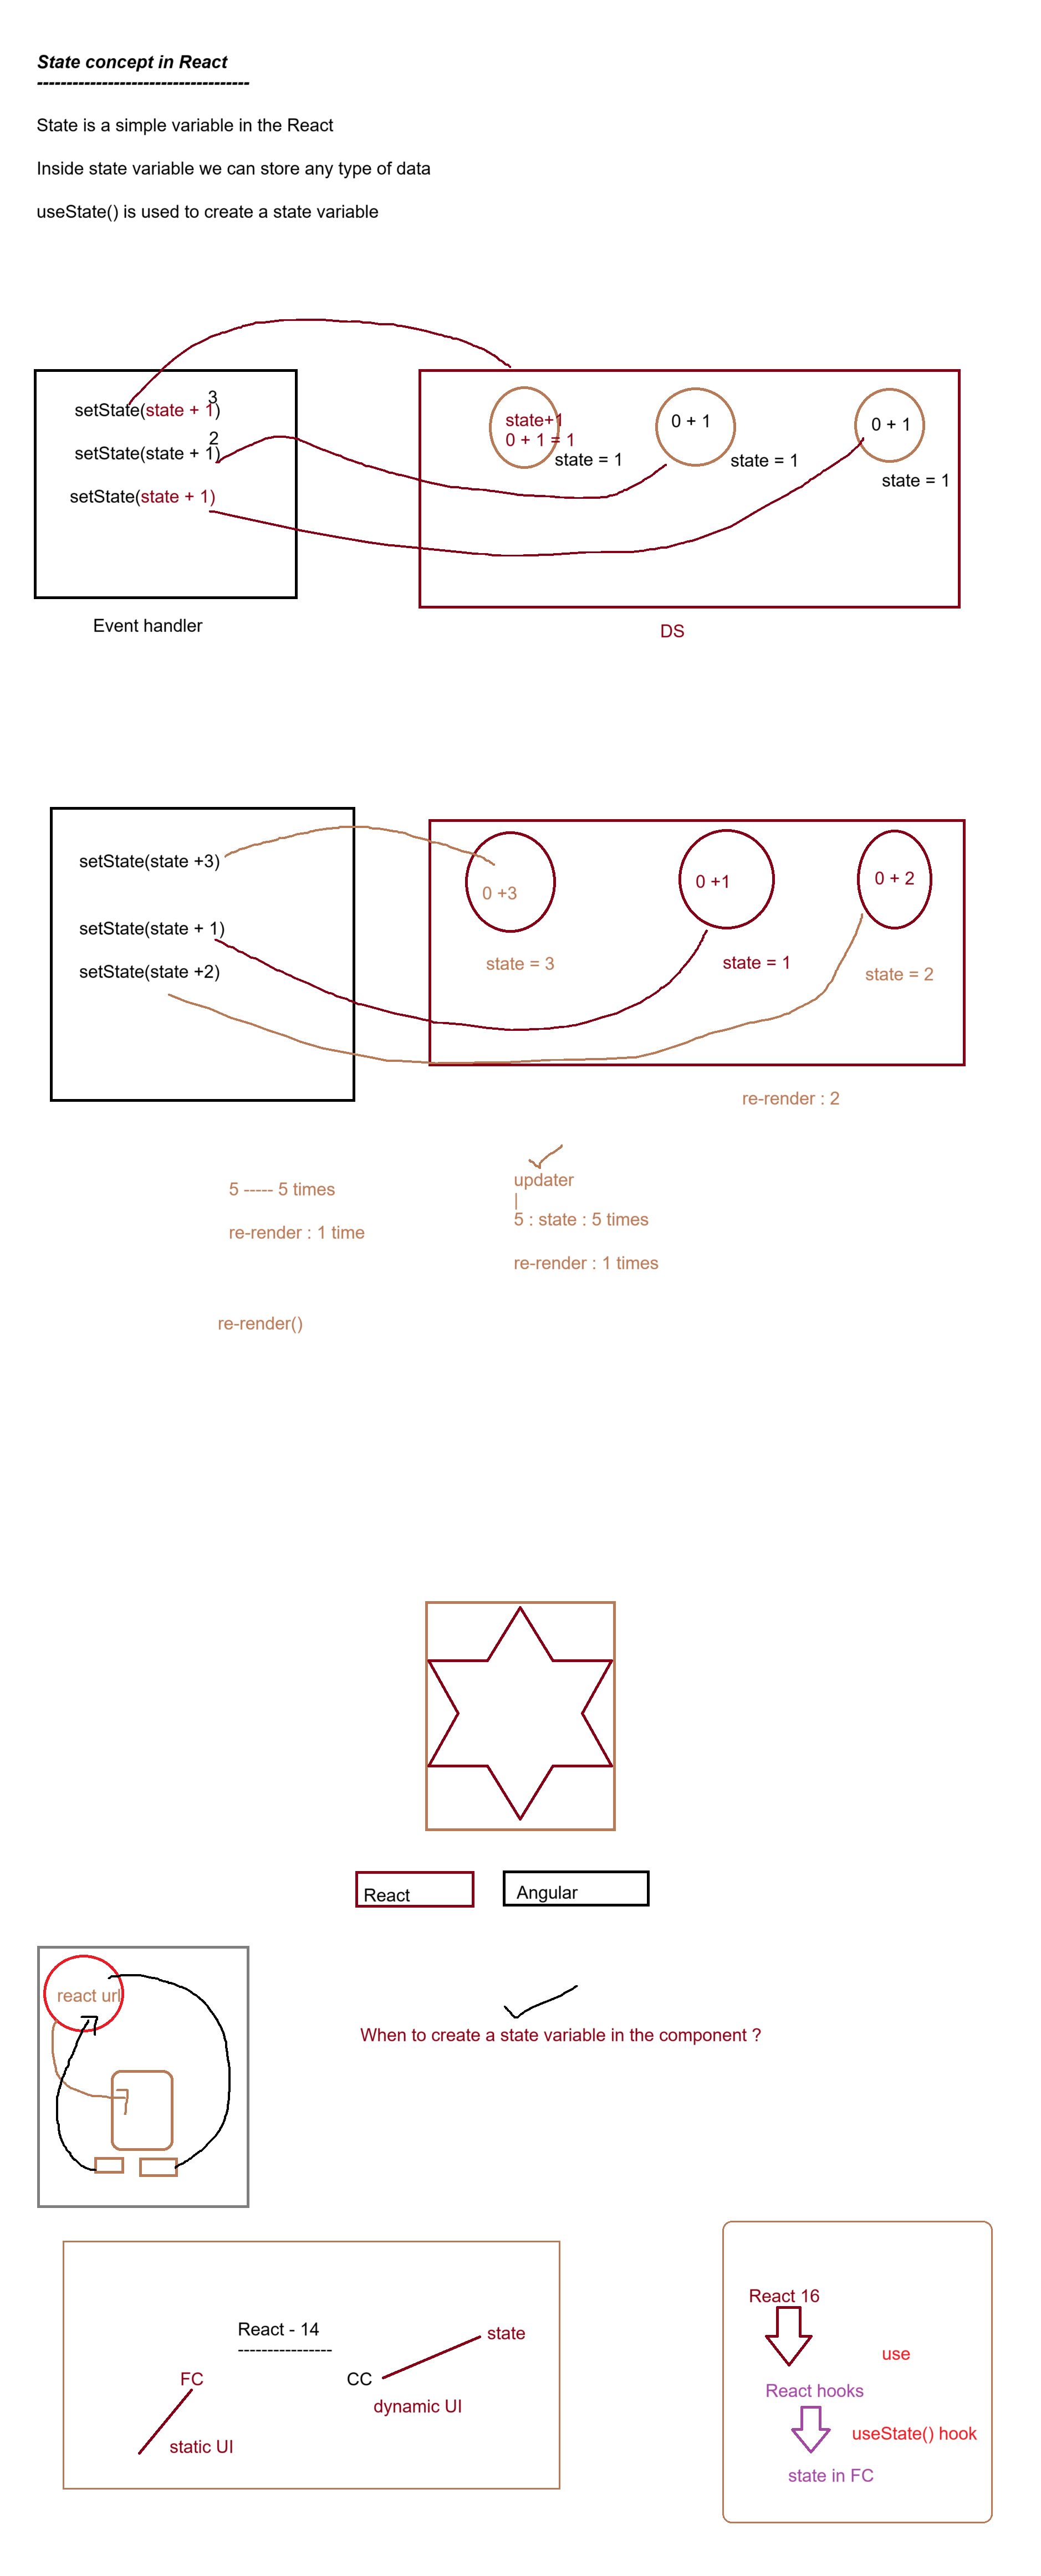 State concept in React
------------------------------------
State is a simple variable in the React
Inside state variable we can store any type of data
useState() is used to create a state variable
3
setState(state + 1)
2
setState(state + 1)
setState(state + 1)
Event handler
state+1
0 + 1 = 1
state = 1
0 + 1
state = 1
0 + 1
state = 1
DS
setState(state +3)
setState(state + 1)
setState(state +2)
0 +3
state = 3
0 +1
state = 1
0 + 2
state = 2
re-render : 2
5 ----- 5 times
re-render : 1 time
re-render()
updater
|
5 : state : 5 times
re-render : 1 times
React
Angular
react url
When to create a state variable in the component ?
React - 14
----------------
FC
static UI
CC
state
dynamic UI
React 16
use
React hooks
useState() hook
state in FC